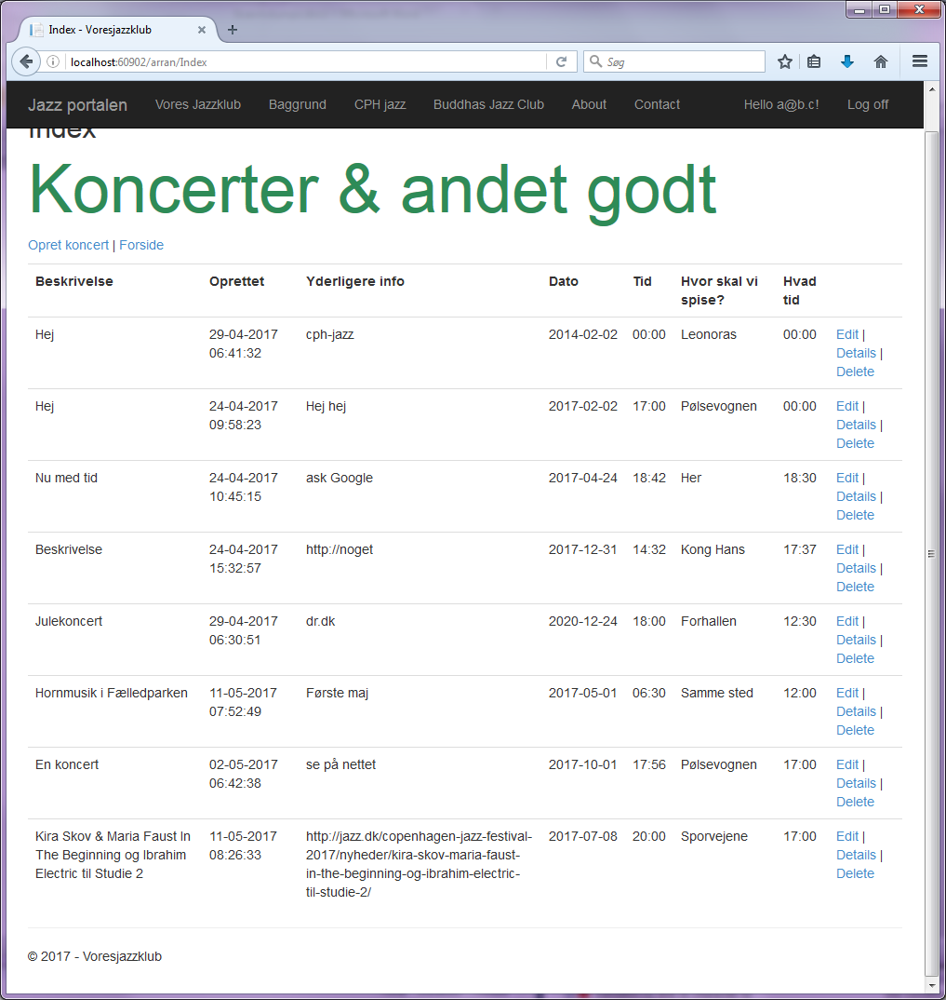 Index - Voresjazzklub
localhost:60902/arran/Index
Søg
Jazz portalen Vores Jazzklub Baggrund CPH jazz Buddhas Jazz Club About Contact Hello a@b.c! Log off
Index
Koncerter & andet godt
Opret koncert | Forside
Beskrivelse Oprettet Yderligere info Dato Tid Hvor skal vi Hvad
spise? tid
Hej 29-04-2017 cph-jazz 2014-02-02 00:00 Leonoras 00:00 Edit |
06:41:32 Details |
Delete
Hej 24-04-2017 Hej hej 2017-02-02 17:00 Pølsevognen 00:00 Edit |
09:58:23 Details |
Delete
Nu med tid 24-04-2017 ask Google 2017-04-24 18:42 Her 18:30 Edit |
10:45:15 Details |
Delete
Beskrivelse 24-04-2017 http://noget 2017-12-31 14:32 Kong Hans 17:37 Edit |
15:32:57 Details |
Delete
Julekoncert 29-04-2017 dr.dk 2020-12-24 18:00 Forhallen 12:30 Edit |
06:30:51 Details |
Delete
Hornmusik i Fælledparken 11-05-2017 Første maj 2017-05-01 06:30 Samme sted 12:00 Edit |
07:52:49 Details |
Delete
En koncert 02-05-2017 se på nettet 2017-10-01 17:56 Pølsevognen 17:00 Edit |
06:42:38 Details |
Delete
Kira Skov & Maria Faust In 11-05-2017 http://jazz.dk/copenhagen-jazz-festival- 2017-07-08 20:00 Sporvejene 17:00 Edit |
The Beginning og Ibrahim 08:26:33 2017/nyheder/kira-skov-maria-faust- Details |
Electric til Studie 2 in-the-beginning-og-ibrahim-electric- Delete
til-studie-2/
© 2017 - Voresjazzklub